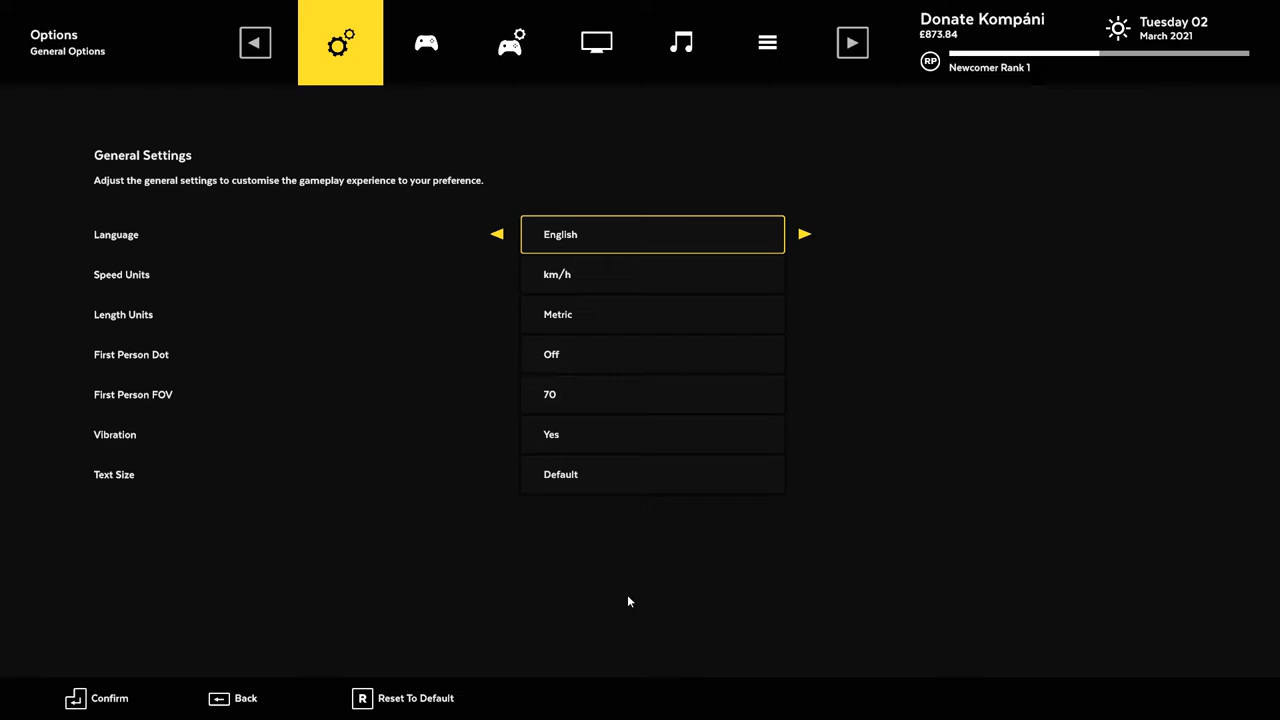 Options
General Options
Donate Kompáni
£873.84
RP
Newcomer Rank 1
Tuesday 02
March 2021
General Settings
Adjust the general settings to customise the gameplay experience to your preference.
Language English
Speed Units km/h
Length Units Metric
First Person Dot Off
First Person FOV 70
Vibration Yes
Text Size Default
Confirm Back R Reset To Default